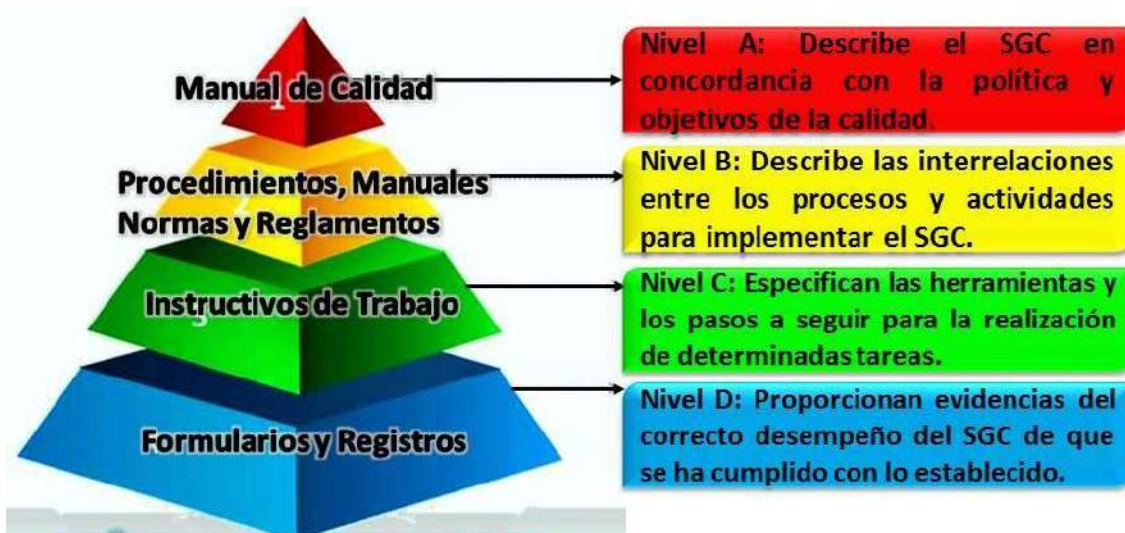 Manual de Calidad
Procedimientos, Manuales
Normas y Reglamentos
Instructivos de Trabajo
Formularios y Registros
Nivel A: Describe el SGC en
concordancia con la política y
objetivos de la calidad.
Nivel B: Describe las interrelaciones
entre los procesos y actividades
para implementar el SGC.
Nivel C: Especifican las herramientas y
los pasos a seguir para la realización
de determinadas tareas.
Nivel D: Proporcionan evidencias del
correcto desempeño del SGC de que
se ha cumplido con lo establecido.